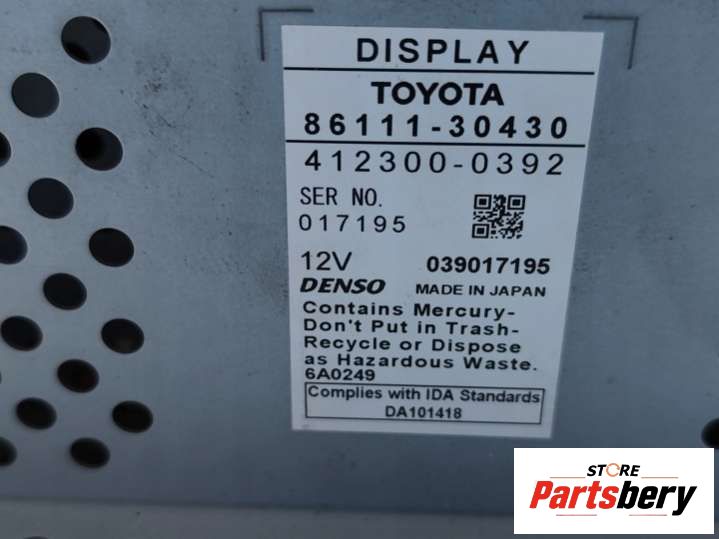 DISPLAY
TOYOTA
86111-30430
412300-0392
SER NO.
017195
12V 039017195
DENSO MADE IN JAPAN
Contains Mercury-
Don't Put in Trash-
Recycle or Dispose
as Hazardous Waste.
6A0249
Complies with IDA Standards
DA101418
STORE
Partsbery